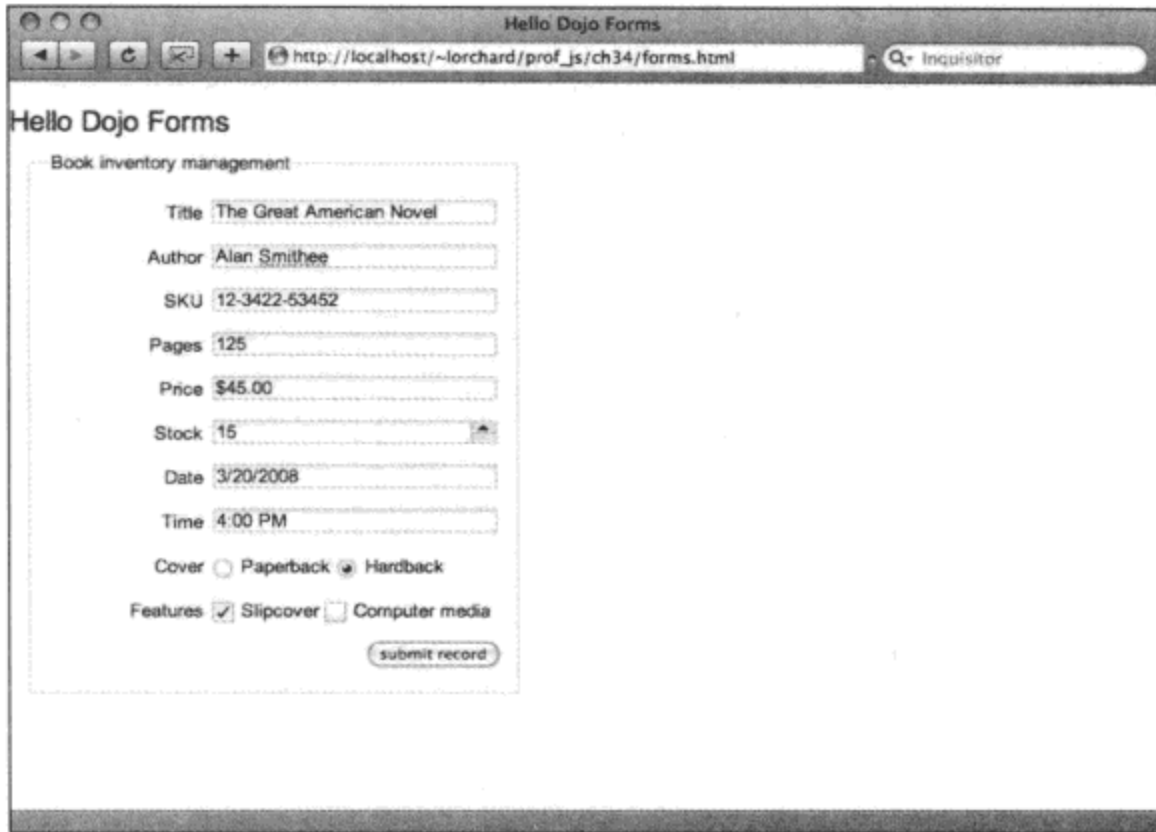 Hello Dojo Forms
http://localhost/~lorchard/prof_js/ch34/forms.html
Inquisitor
Hello Dojo Forms
Book inventory management
Title The Great American Novel
Author Alan Smithee
SKU 12-3422-53452
Pages 125
Price $45.00
Stock 15
Date 3/20/2008
Time 4:00 PM
Cover Paperback Hardback
Features Slipcover Computer media
submit record